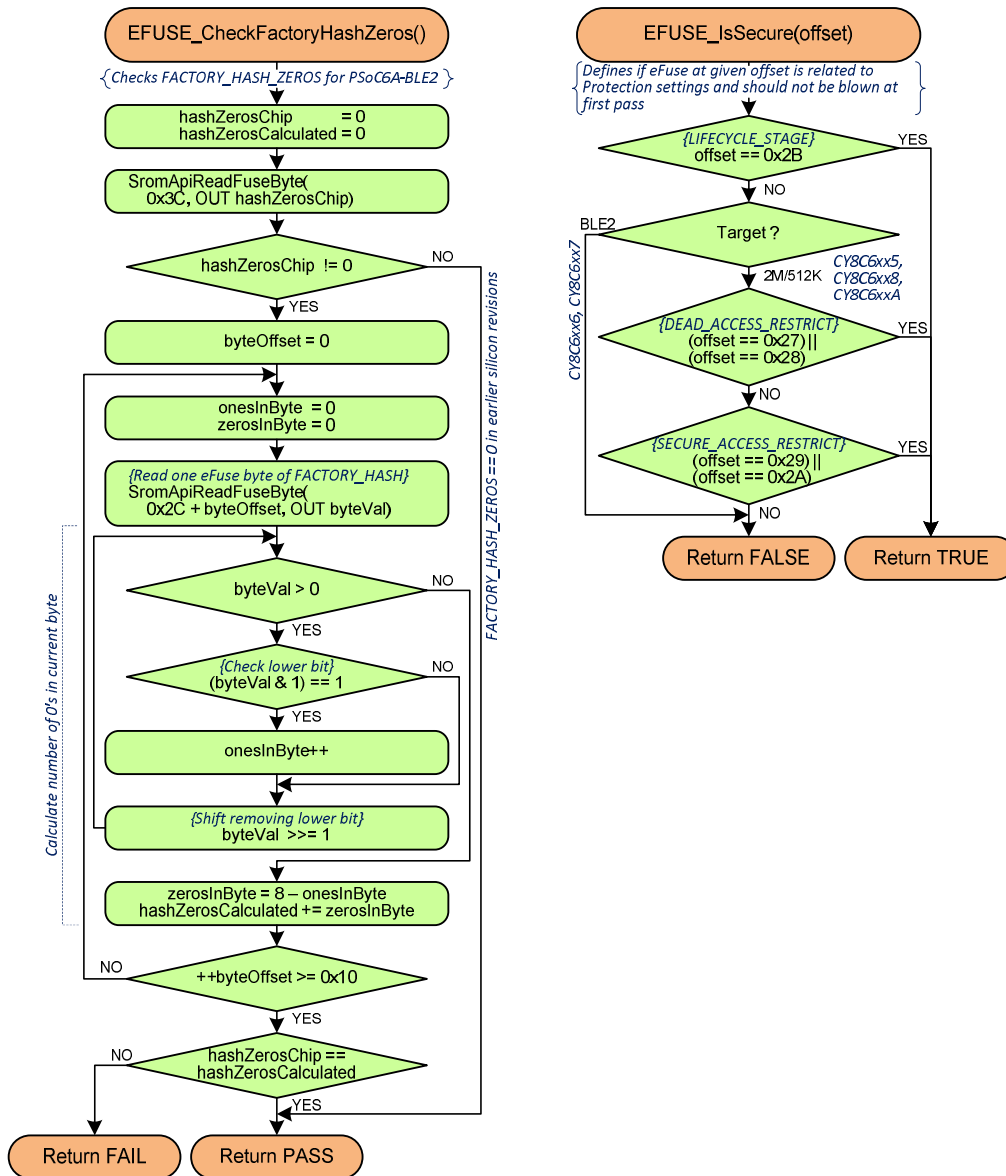 EFUSE_CheckFactoryHashZeros()
{Checks FACTORY_HASH_ZEROS for PSoC6A-BLE2}
hashZerosChip = 0
hashZerosCalculated = 0
SromApiReadFuseByte(
0x3C, OUT hashZerosChip)
hashZerosChip != 0
NO
YES
byteOffset = 0
onesInByte = 0
zerosInByte = 0
{Read one eFuse byte of FACTORY_HASH}
SromApiReadFuseByte(
0x2C + byteOffset, OUT byteVal)
byteVal > 0
NO
YES
{Check lower bit}
(byteVal & 1) == 1
NO
YES
onesInByte++
{Shift removing lower bit}
byteVal >>= 1
zerosInByte = 8 – onesInByte
hashZerosCalculated += zerosInByte
NO
++byteOffset >= 0x10
YES
NO
hashZerosChip ==
hashZerosCalculated
YES
Return FAIL
Return PASS
Calculate number of 0's in current byte
FACTORY_HASH_ZEROS == 0 in earlier silicon revisions
EFUSE_IsSecure(offset)
{Defines if eFuse at given offset is related to
Protection settings and should not be blown at
first pass}
{LIFECYCLE_STAGE}
offset == 0x2B
YES
NO
BLE2
Target ?
CY8C6xx6, CY8C6xx7
2M/512K
CY8C6xx5,
CY8C6xx8,
CY8C6xxA
{DEAD_ACCESS_RESTRICT}
(offset == 0x27) ||
(offset == 0x28)
YES
NO
{SECURE_ACCESS_RESTRICT}
(offset == 0x29) ||
(offset == 0x2A)
YES
NO
Return FALSE
Return TRUE